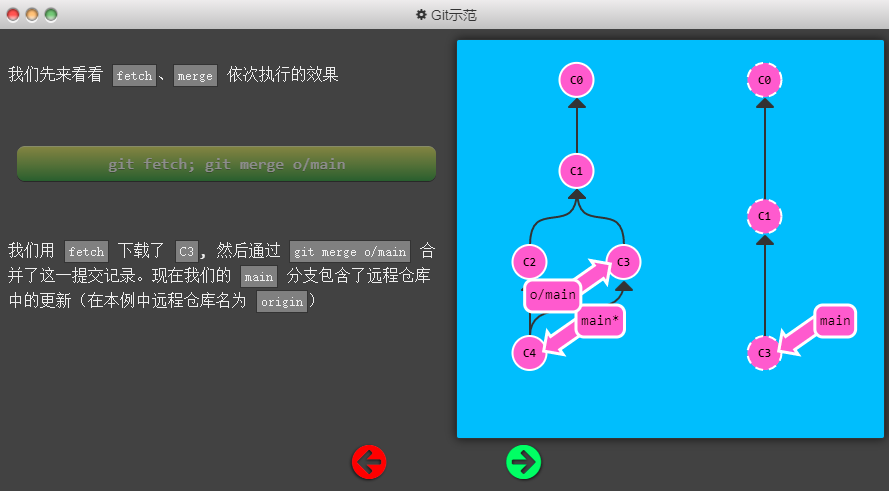 Git示范
我们先来看看 fetch、merge 依次执行的效果
git fetch; git merge o/main
我们用 fetch 下载了 C3, 然后通过 git merge o/main 合
并了这一提交记录。现在我们的 main 分支包含了远程仓库
中的更新（在本例中远程仓库名为 origin）
C0
C1
C2
C3
o/main
main*
C4
C0
C1
main
C3